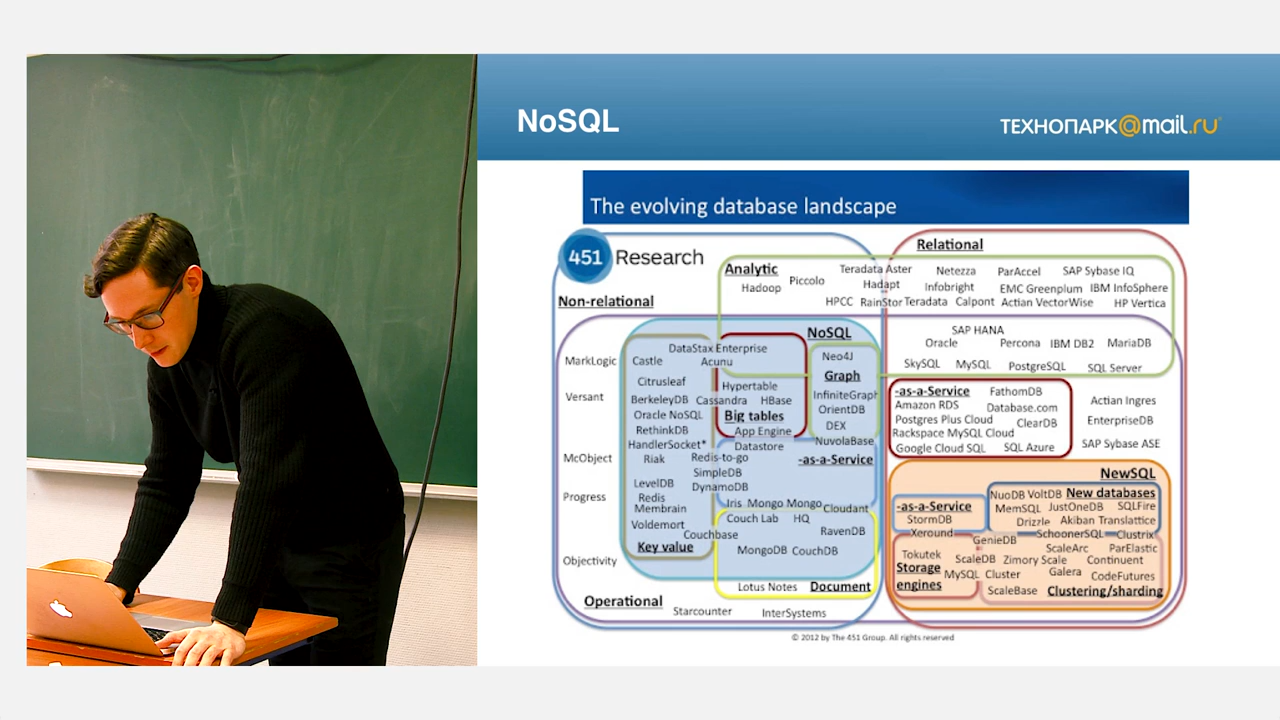 NoSQL
ТЕХНОПАРК@mail.ru
The evolving database landscape
451 Research
Relational
Analytic
Hadoop
Piccolo
Teradata Aster
Hadapt
HPCC
RainStor
Teradata
Netezza
Infobright
Calpont
ParAccel
SAP Sybase IQ
EMC Greenplum
IBM InfoSphere
Actian VectorWise
HP Vertica
Non-relational
NoSQL
MarkLogic
Versant
McObject
Progress
Objectivity
Operational
DataStax Enterprise
Castle
Acunu
Citrusleaf
Hypertable
BerkeleyDB
Cassandra
HBase
Oracle NoSQL
Big tables
RethinkDB
App Engine
HandlerSocket*
Datastore
Riak
Redis-to-go
-as-a-Service
SimpleDB
LevelDB
DynamoDB
Redis
Iris
Mongo
Mongo
Membrain
Cloudant
Voldemort
Couch
Lab
HQ
Couchbase
RavenDB
Key value
MongoDB
CouchDB
Lotus Notes
Document
Starcounter
InterSystems
Neo4J
Graph
InfiniteGraph
OrientDB
DEX
NuvolaBase
SAP HANA
Oracle
Percona
IBM DB2
MariaDB
SkySQL
MySQL
PostgreSQL
SQL Server
-as-a-Service
FathomDB
Amazon RDS
Database.com
Postgres Plus Cloud
ClearDB
Rackspace MySQL Cloud
Google Cloud SQL
SQL Azure
Actian Ingres
EnterpriseDB
SAP Sybase ASE
NewSQL
-as-a-Service
StormDB
Xeround
NuoDB
VoltDB
New databases
MemSQL
JustOneDB
SQLFire
Drizzle
Akiban
Translattice
SchoonerSQL
Clustrix
GenieDB
ScaleArc
ParElastic
Tokutek
ScaleDB
Zimory Scale
Continuent
Storage
engines
MySQL Cluster
Galera
CodeFutures
ScaleBase
Clustering/sharding
© 2012 by The 451 Group. All rights reserved